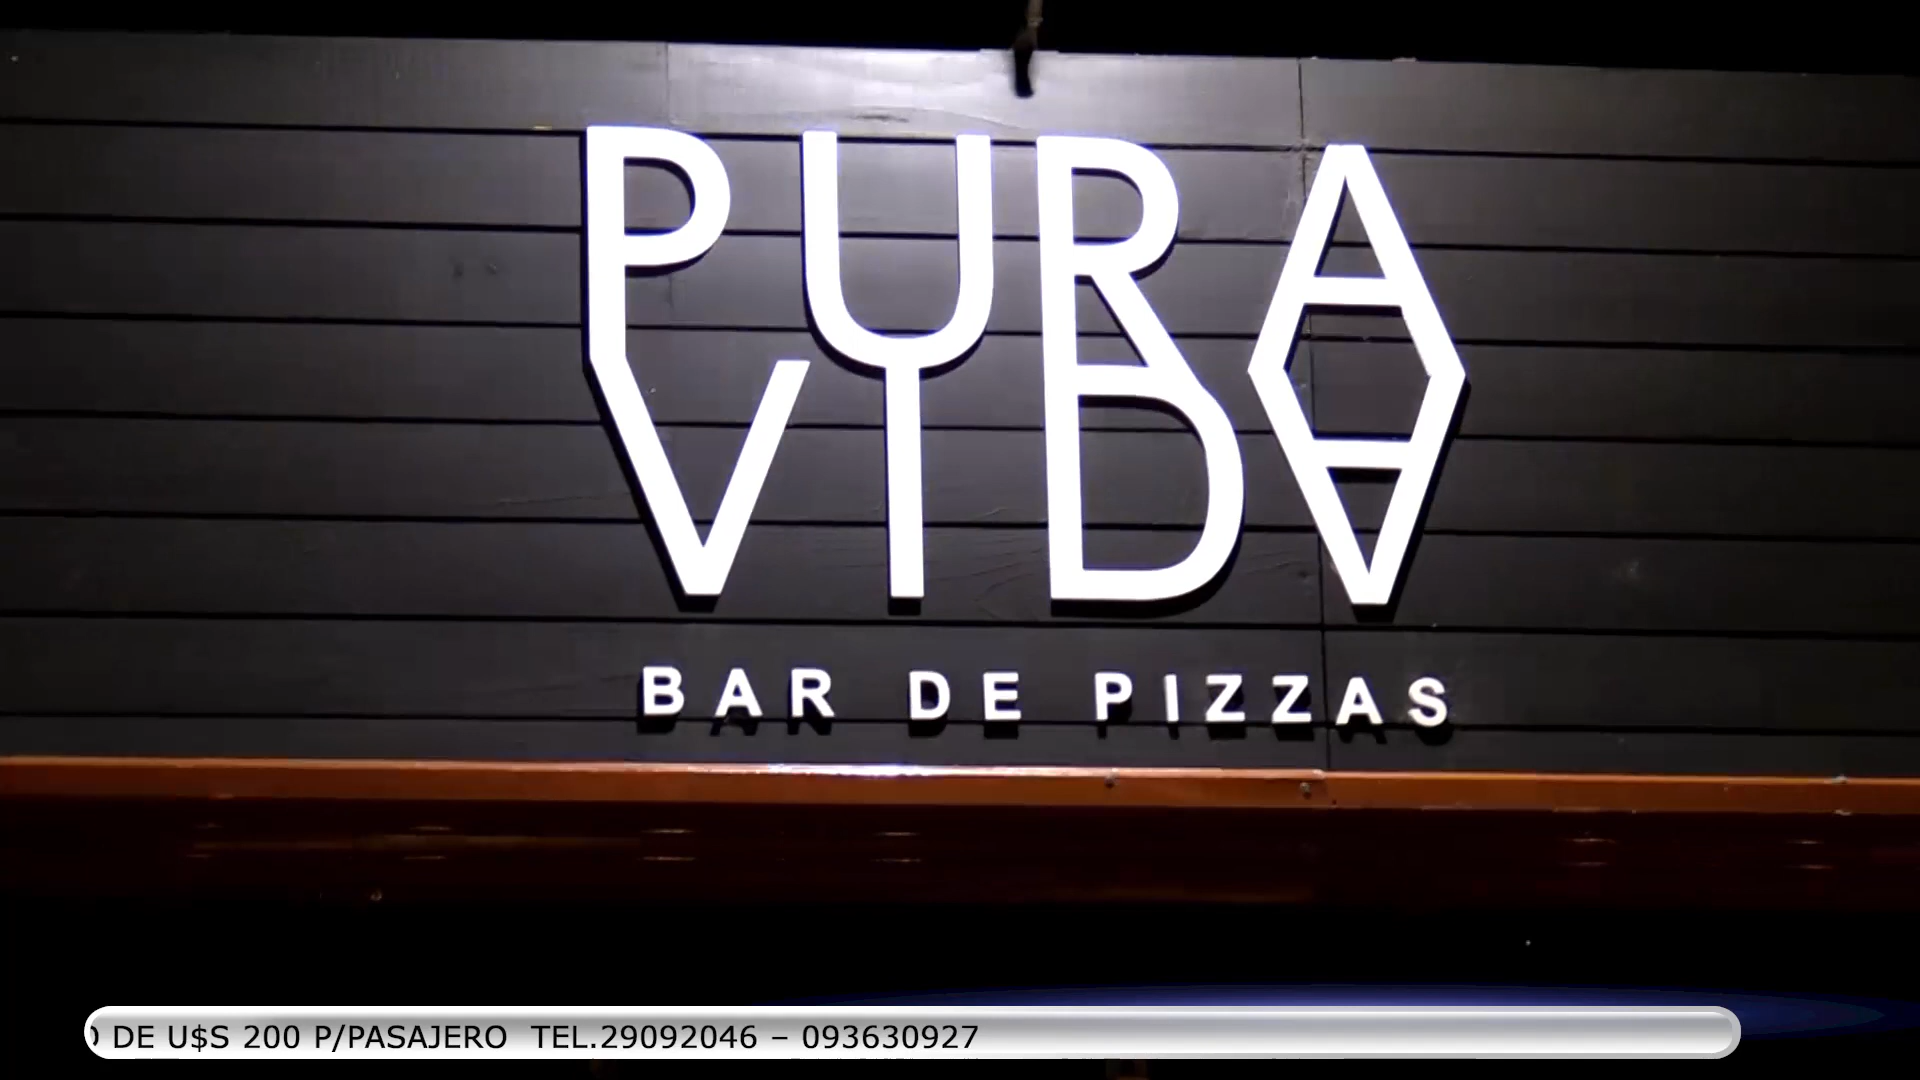 PURA
VIDA
BAR DE PIZZAS
DE U$S 200 P/PASAJERO TEL.29092046 – 093630927